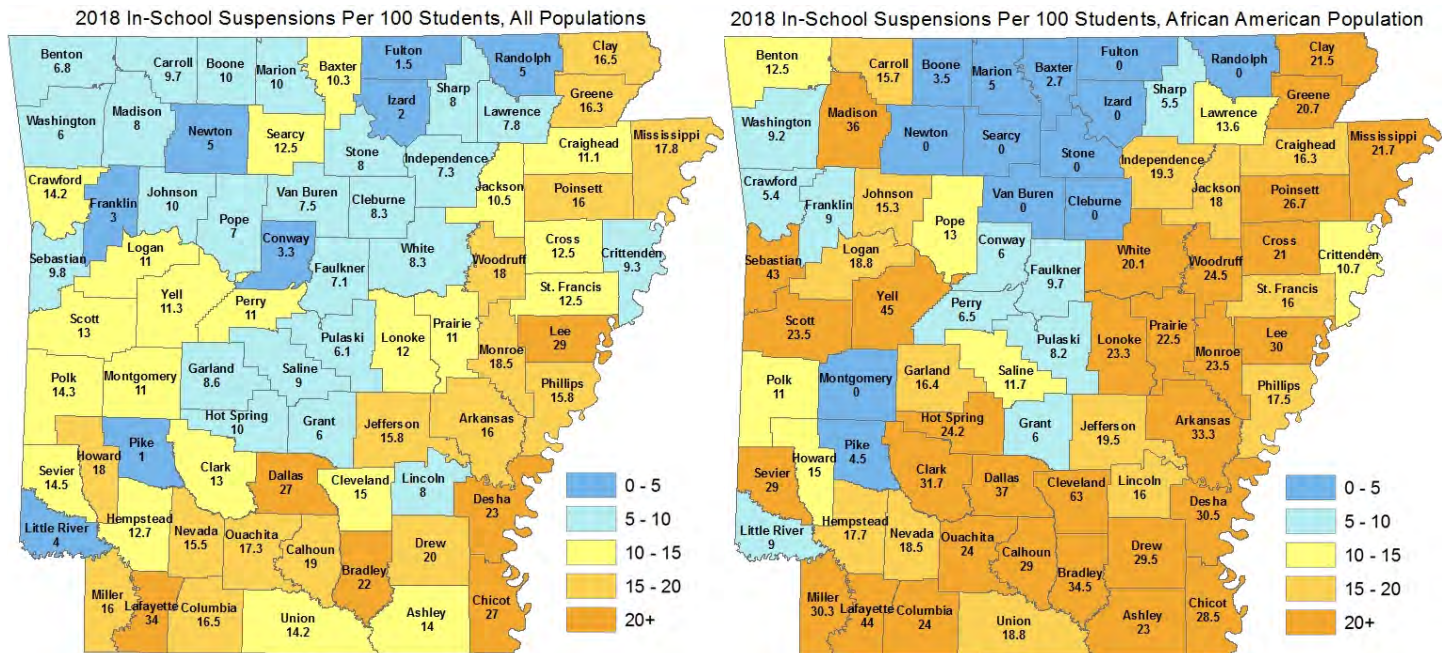 2018 In-School Suspensions Per 100 Students, All Populations
Benton
6.8
Carroll
9.7
Boone
10
Marion
10
Baxter
10.3
Fulton
1.5
Randolph
5
Clay
16.5
Washington
6
Madison
8
Newton
5
Searcy
12.5
Izard
2
Sharp
8
Lawrence
7.8
Greene
16.3
Stone
8
Independence
7.3
Craighead
11.1
Mississippi
17.8
Crawford
14.2
Franklin
3
Johnson
10
Pope
7
Van Buren
7.5
Cleburne
8.3
Jackson
10.5
Poinsett
16
Sebastian
9.8
Logan
11
Conway
3.3
Faulkner
7.1
White
8.3
Woodruff
18
Cross
12.5
Crittenden
9.3
St. Francis
12.5
Scott
13
Yell
11.3
Perry
11
Pulaski
6.1
Lonoke
12
Prairie
11
Monroe
18.5
Lee
29
Polk
14.3
Montgomery
11
Garland
8.6
Saline
9
Phillips
15.8
Hot Spring
10
Grant
6
Jefferson
15.8
Arkansas
16
Sevier
14.5
Howard
18
Pike
1
Clark
13
Dallas
27
Cleveland
15
Lincoln
8
Desha
23
Little River
4
Hempstead
12.7
Nevada
15.5
Ouachita
17.3
Calhoun
19
Bradley
22
Drew
20
Miller
16
Lafayette
34
Columbia
16.5
Union
14.2
Ashley
14
Chicot
27
0 - 5
5 - 10
10 - 15
15 - 20
20+
2018 In-School Suspensions Per 100 Students, African American Population
Benton
12.5
Carroll
15.7
Boone
3.5
Marion
5
Baxter
2.7
Fulton
0
Randolph
0
Clay
21.5
Washington
9.2
Madison
36
Newton
0
Searcy
0
Izard
0
Sharp
5.5
Lawrence
13.6
Greene
20.7
Stone
0
Independence
19.3
Craighead
16.3
Mississippi
21.7
Crawford
5.4
Franklin
9
Johnson
15.3
Pope
13
Van Buren
0
Cleburne
0
Jackson
18
Poinsett
26.7
Sebastian
43
Logan
18.8
Conway
6
Faulkner
9.7
White
20.1
Woodruff
24.5
Cross
21
Crittenden
10.7
St. Francis
16
Scott
23.5
Yell
45
Perry
6.5
Pulaski
8.2
Lonoke
23.3
Prairie
22.5
Monroe
23.5
Lee
30
Polk
11
Montgomery
0
Garland
16.4
Saline
11.7
Phillips
17.5
Hot Spring
24.2
Grant
6
Jefferson
19.5
Arkansas
33.3
Sevier
29
Howard
15
Pike
4.5
Clark
31.7
Dallas
37
Cleveland
63
Lincoln
16
Desha
30.5
Little River
9
Hempstead
17.7
Nevada
18.5
Ouachita
24
Calhoun
29
Bradley
34.5
Drew
29.5
Miller
30.3
Lafayette
44
Columbia
24
Union
18.8
Ashley
23
Chicot
28.5
0 - 5
5 - 10
10 - 15
15 - 20
20+